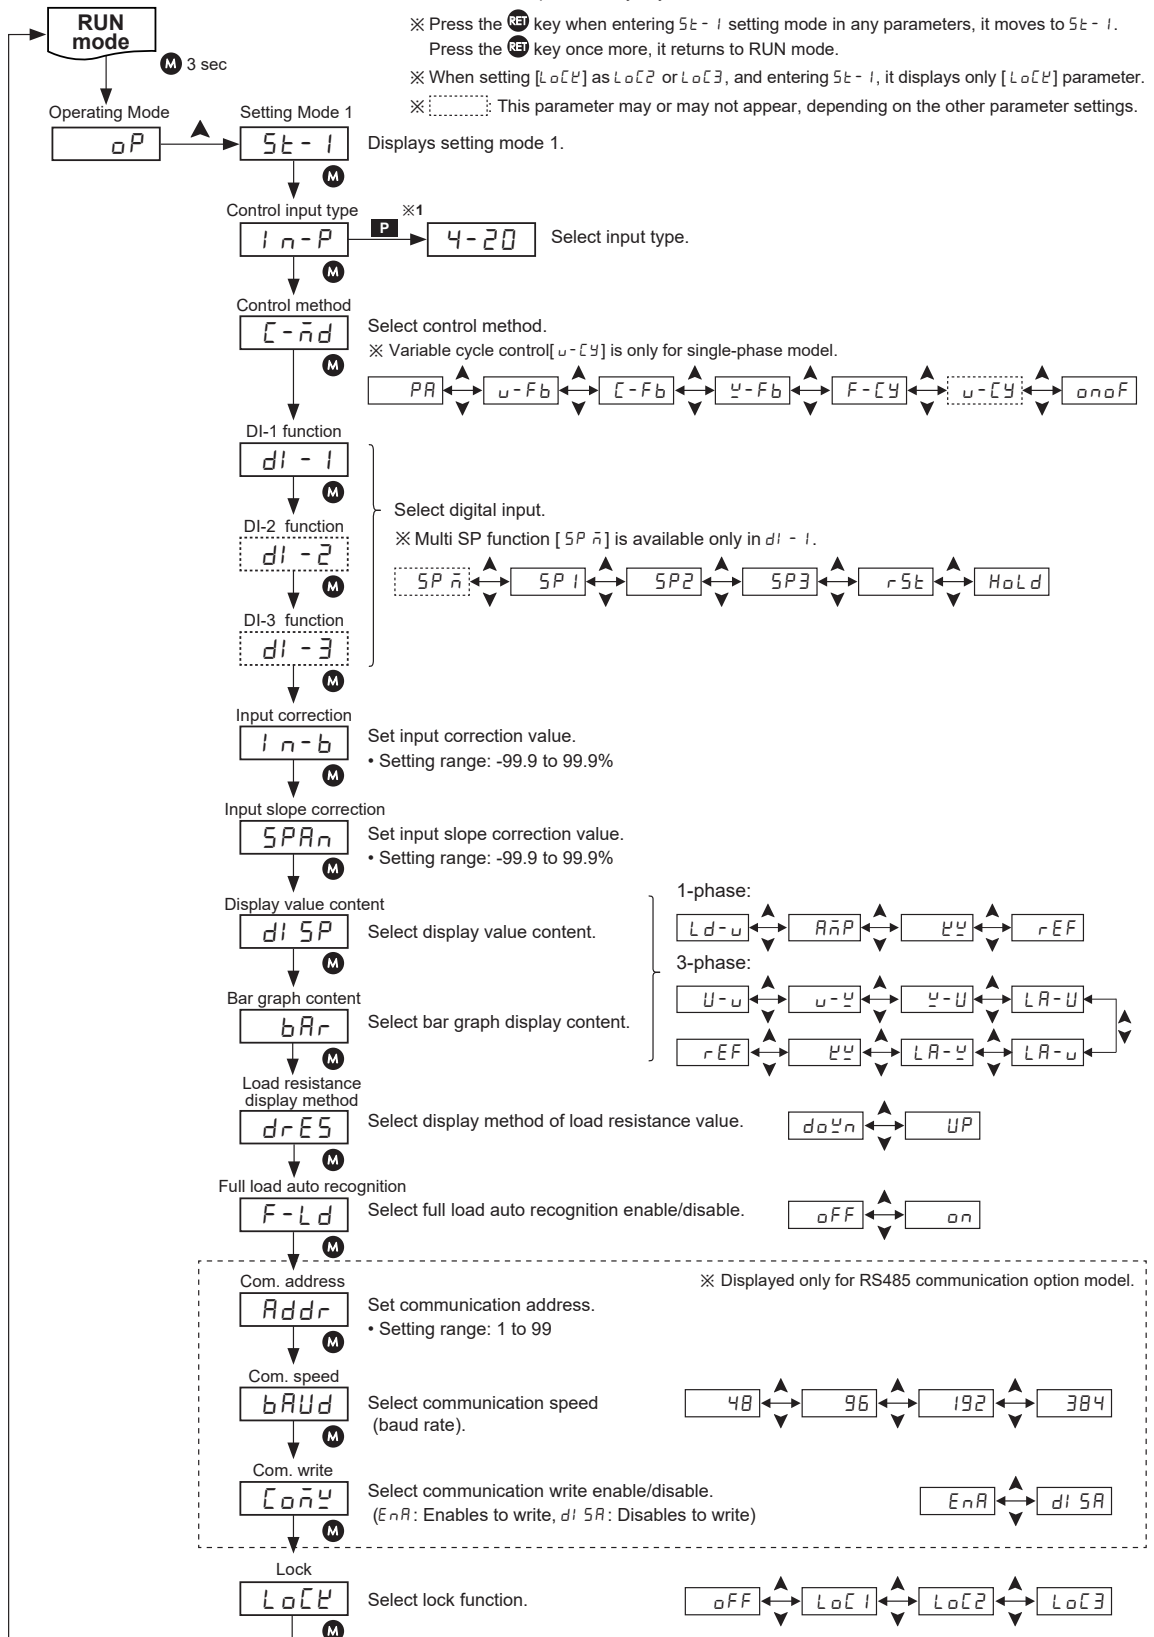 RUN
mode
※ Press the RET key when entering St-1 setting mode in any parameters, it moves to St-1.
Press the RET key once more, it returns to RUN mode.
M 3 sec
※ When setting [LoCK] as LoC2 or LoC3, and entering St-1, it displays only [LoCK] parameter.
※ : This parameter may or may not appear, depending on the other parameter settings.
Operating Mode
oP
Setting Mode 1
St-1
Displays setting mode 1.
M
Control input type
In-P
P
※1
4-20
Select input type.
M
Control method
C-md
Select control method.
※ Variable cycle control[u-CY] is only for single-phase model.
M
PA u-Fb C-Fb W-Fb F-CY u-CY onoF
DI-1 function
dI-1
M
DI-2 function
dI-2
M
DI-3 function
dI-3
M
Select digital input.
※ Multi SP function [SPm] is available only in dI-1.
SPm SP1 SP2 SP3 rSt HoLd
Input correction
In-b
Set input correction value.
• Setting range: -99.9 to 99.9%
M
Input slope correction
SPAn
Set input slope correction value.
• Setting range: -99.9 to 99.9%
M
Display value content
dISP
Select display value content.
M
Bar graph content
bAr
Select bar graph display content.
M
1-phase:
Ld-u AmP KW rEF
3-phase:
U-u u-W W-U LA-U
rEF KW LA-W LA-u
Load resistance
display method
drES
Select display method of load resistance value.
doWn UP
M
Full load auto recognition
F-Ld
Select full load auto recognition enable/disable.
oFF on
M
※ Displayed only for RS485 communication option model.
Com. address
Addr
Set communication address.
• Setting range: 1 to 99
M
Com. speed
bAUd
Select communication speed
(baud rate).
48 96 192 384
M
Com. write
ComW
Select communication write enable/disable.
(EnA: Enables to write, dISA: Disables to write)
EnA dISA
M
Lock
LoCK
Select lock function.
oFF LoC1 LoC2 LoC3
M